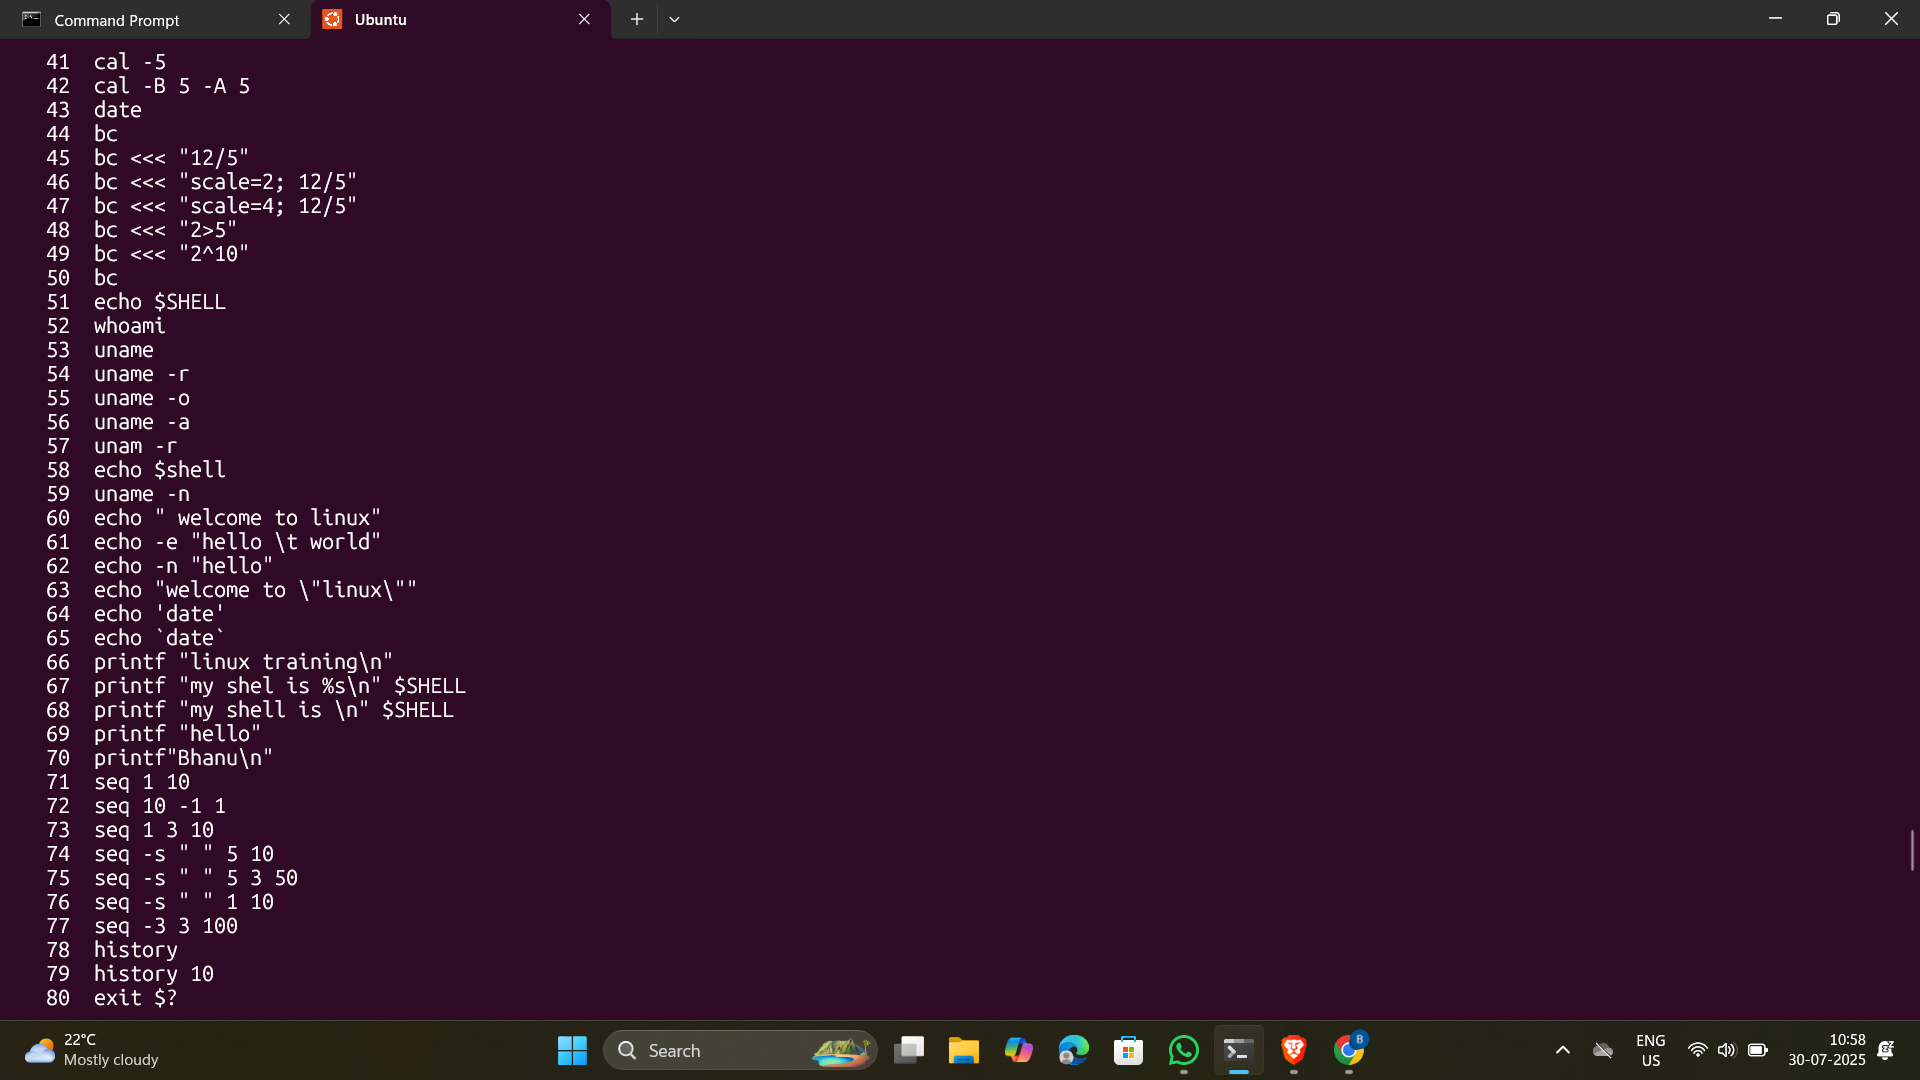 Command Prompt
Ubuntu
41 cal -5
42 cal -B 5 -A 5
43 date
44 bc
45 bc <<< "12/5"
46 bc <<< "scale=2; 12/5"
47 bc <<< "scale=4; 12/5"
48 bc <<< "2>5"
49 bc <<< "2^10"
50 bc
51 echo $SHELL
52 whoami
53 uname
54 uname -r
55 uname -o
56 uname -a
57 unam -r
58 echo $shell
59 uname -n
60 echo " welcome to linux"
61 echo -e "hello \t world"
62 echo -n "hello"
63 echo "welcome to \"linux\""
64 echo 'date'
65 echo `date`
66 printf "linux training\n"
67 printf "my shel is %s\n" $SHELL
68 printf "my shell is \n" $SHELL
69 printf "hello"
70 printf"Bhanu\n"
71 seq 1 10
72 seq 10 -1 1
73 seq 1 3 10
74 seq -s " " 5 10
75 seq -s " " 5 3 50
76 seq -s " " 1 10
77 seq -3 3 100
78 history
79 history 10
80 exit $?
22°C
Mostly cloudy
Search
B
ENG
US
10:58
30-07-2025